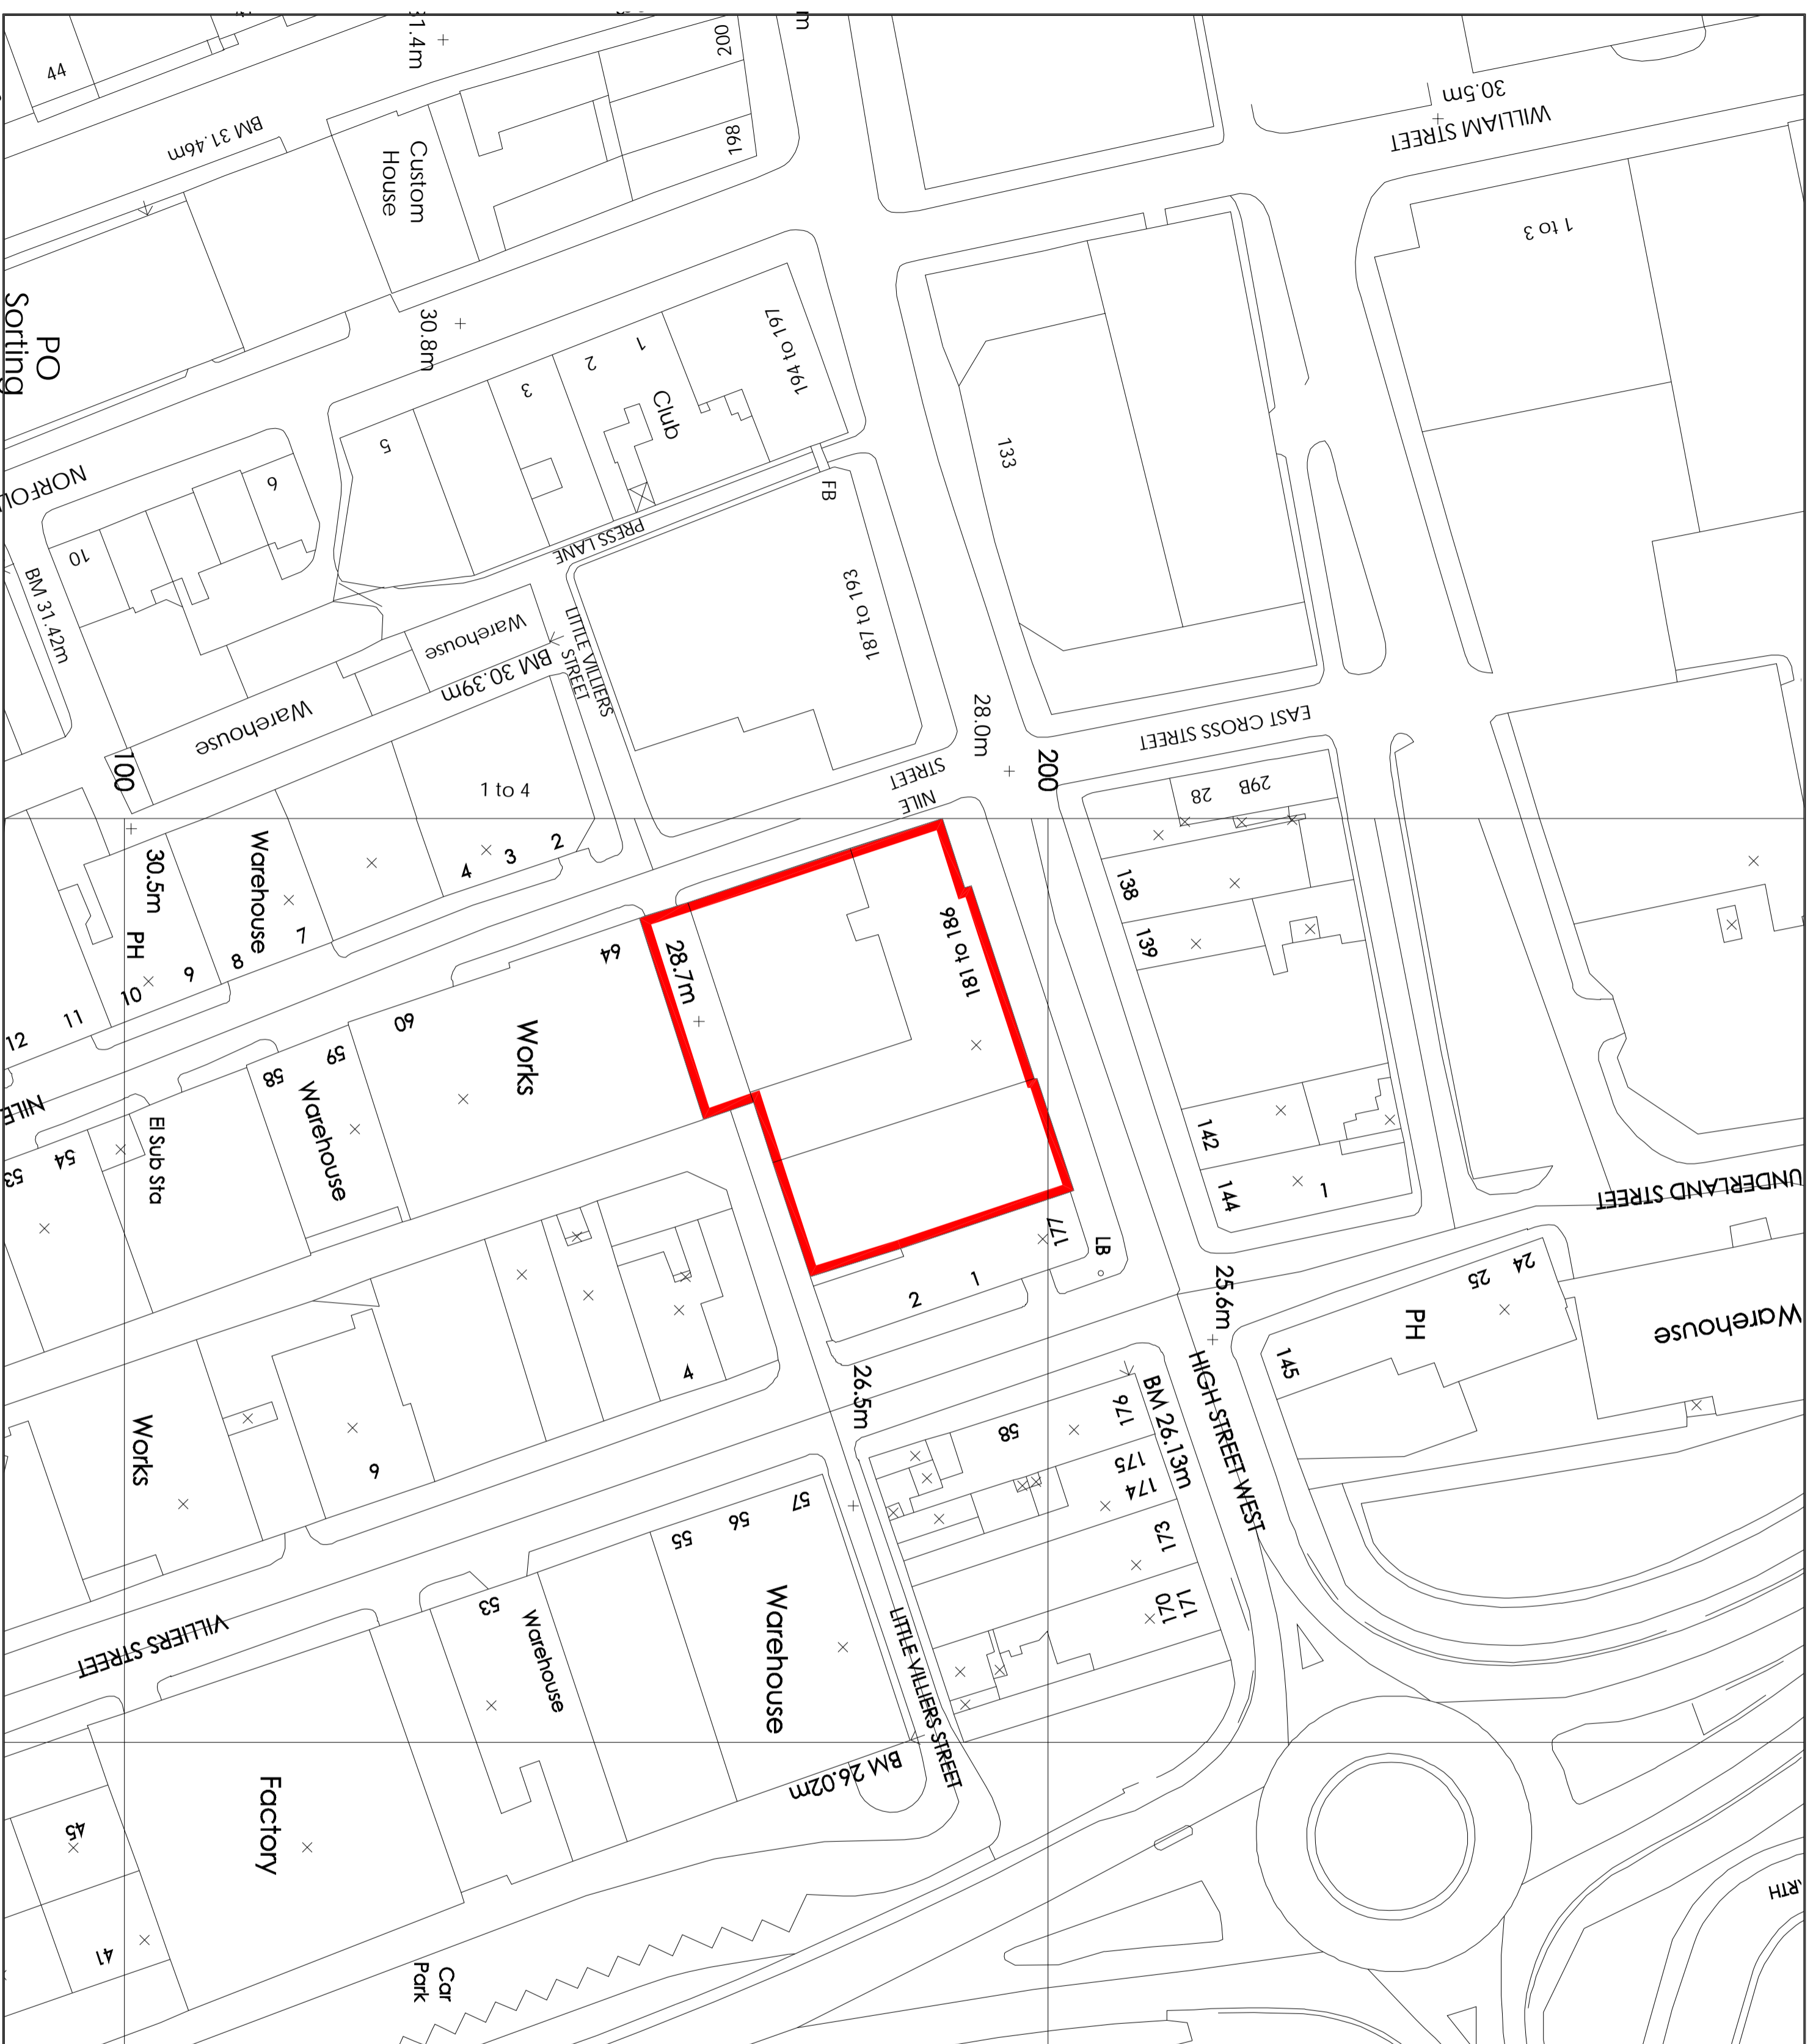 44
31.4m
200
m
30.5m
WILLIAM STREET
BM 31.46m
Custom
House
198
1 to 3
PO
Sorting
30.8m
194 to 197
1
2
3
Club
5
133
FB
PRESS LANE
6
10
BM 31.42m
Warehouse
BM 30.39m
LITTLE VILLIERS
STREET
187 to 193
Warehouse
28.0m
EAST CROSS STREET
100
200
STREET
NILE
1 to 4
28
29B
30.5m
Warehouse
4
3
2
138
139
PH
7
8
9
10
11
12
64
28.7m
181 to 186
NILE
60
Works
59
58
Warehouse
El Sub Sta
54
53
142
144
1
UNDERLAND STREET
177
LB
1
2
25.6m
24
25
PH
Warehouse
145
4
26.5m
HIGH STREET WEST
BM 26.13m
176
58
175
174
173
171
170
Works
6
57
56
55
Warehouse
53
Warehouse
VILLIERS STREET
LITTLE VILLIERS STREET
BM 26.02m
Factory
45
41
Car
Park